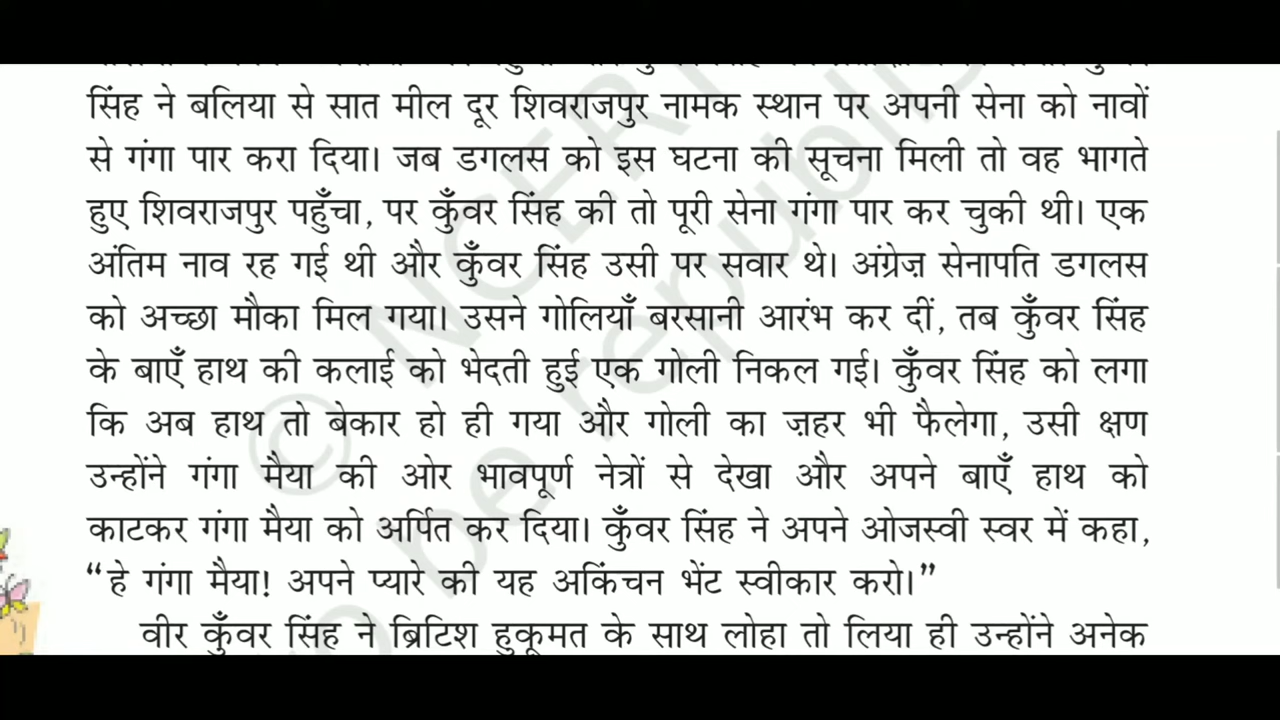 सिंह ने बलिया से सात मील दूर शिवराजपुर नामक स्थान पर अपनी सेना को नावों
से गंगा पार करा दिया। जब डगलस को इस घटना की सूचना मिली तो वह भागते
हुए शिवराजपुर पहुँचा, पर कुँवर सिंह की तो पूरी सेना गंगा पार कर चुकी थी। एक
अंतिम नाव रह गई थी और कुँवर सिंह उसी पर सवार थे। अंग्रेज़ सेनापति डगलस
को अच्छा मौका मिल गया। उसने गोलियाँ बरसानी आरंभ कर दीं, तब कुँवर सिंह
के बाएँ हाथ की कलाई को भेदती हुई एक गोली निकल गई। कुँवर सिंह को लगा
कि अब हाथ तो बेकार हो ही गया और गोली का ज़हर भी फैलेगा, उसी क्षण
उन्होंने गंगा मैया की ओर भावपूर्ण नेत्रों से देखा और अपने बाएँ हाथ को
काटकर गंगा मैया को अर्पित कर दिया। कुँवर सिंह ने अपने ओजस्वी स्वर में कहा,
“हे गंगा मैया! अपने प्यारे की यह अकिंचन भेंट स्वीकार करो।”
वीर कुँवर सिंह ने ब्रिटिश हुकूमत के साथ लोहा तो लिया ही उन्होंने अनेक
© NCERT
be republi